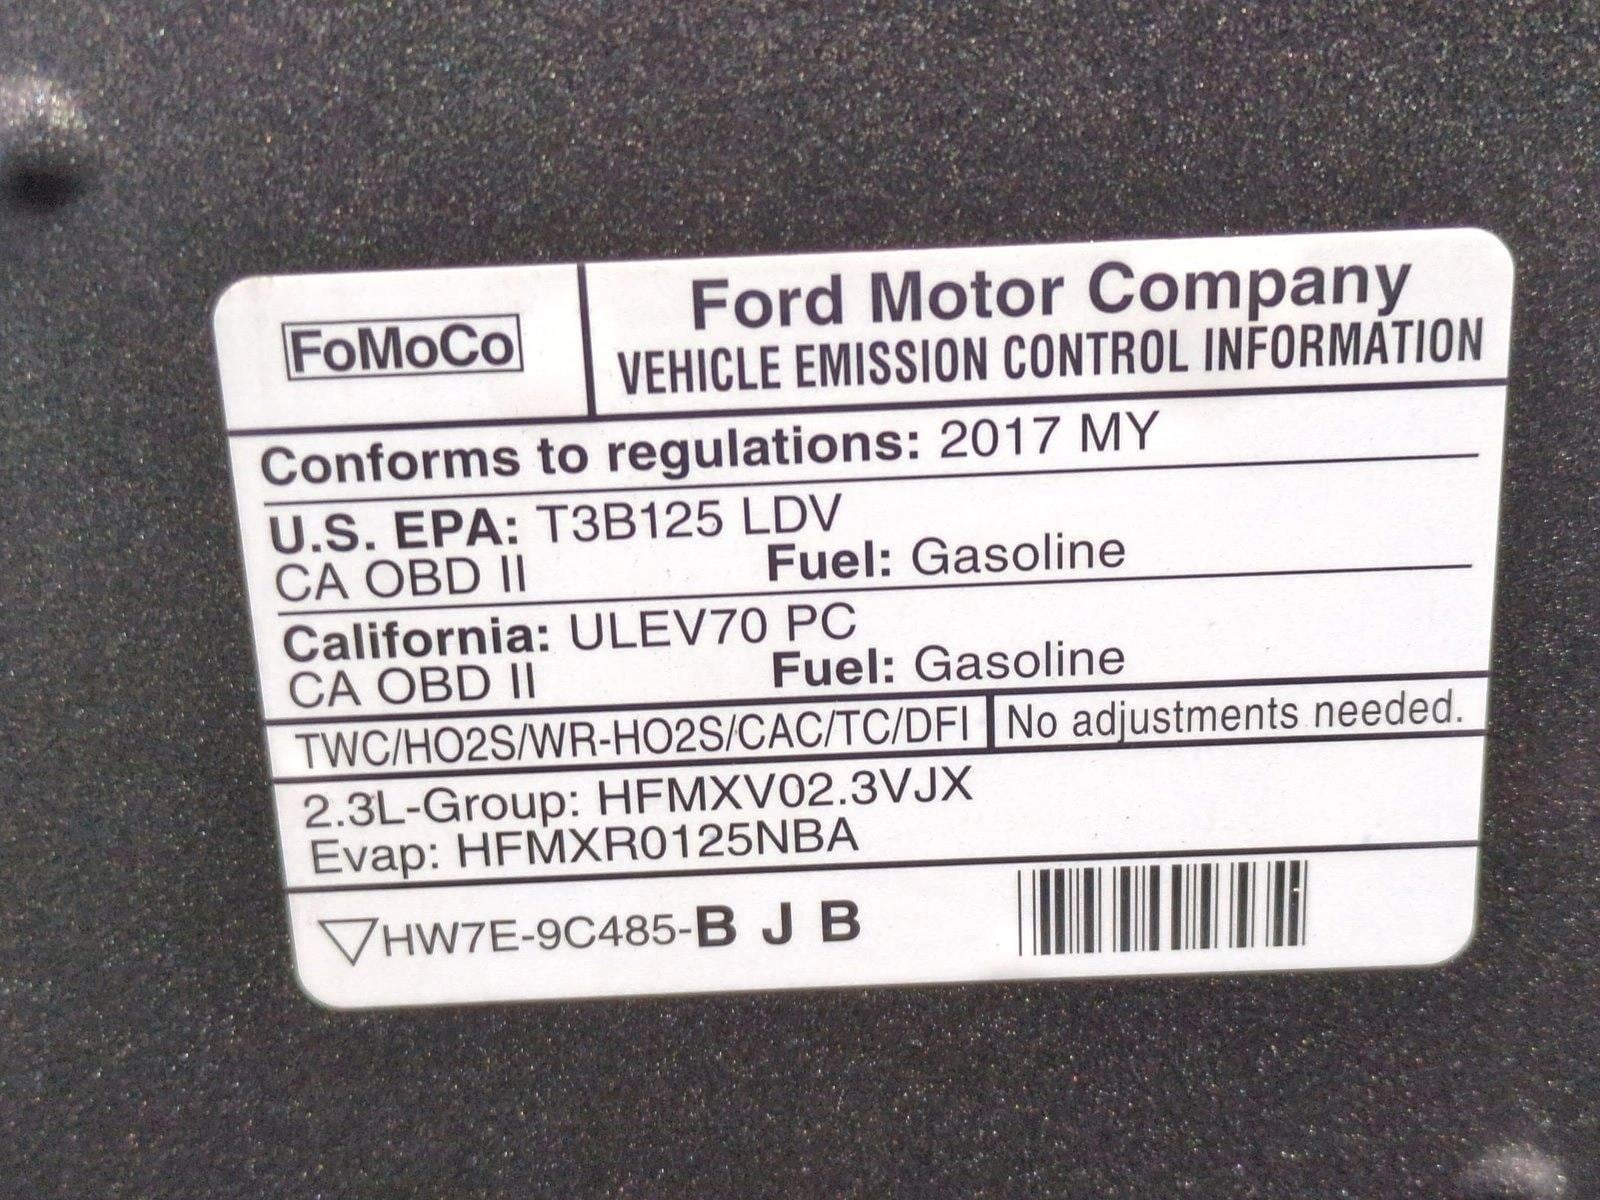 FoMoCo
Ford Motor Company
VEHICLE EMISSION CONTROL INFORMATION
Conforms to regulations: 2017 MY
U.S. EPA: T3B125 LDV
CA OBD II Fuel: Gasoline
California: ULEV70 PC
CA OBD II Fuel: Gasoline
TWC/HO2S/WR-HO2S/CAC/TC/DFI No adjustments needed.
2.3L-Group: HFMXV02.3VJX
Evap: HFMXR0125NBA
HW7E-9C485-B J B